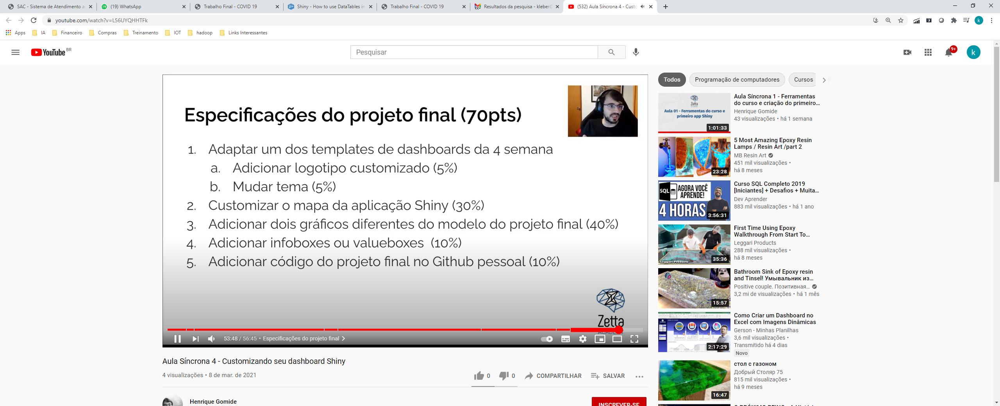 SAC - Sistema de Atendimento a
(19) WhatsApp
Trabalho Final - COVID 19
Shiny - How to use DataTables in
Trabalho Final - COVID 19
Resultados da pesquisa - kleber@
(532) Aula Síncrona 4 - Custo
youtube.com/watch?v=L56UYQHHTFk
Apps
IA
Financeiro
Compras
Treinamento
IOT
hadoop
Links Interessantes
YouTube BR
Pesquisar
9+
k
Especificações do projeto final (70pts)
1. Adaptar um dos templates de dashboards da 4 semana
a. Adicionar logotipo customizado (5%)
b. Mudar tema (5%)
2. Customizar o mapa da aplicação Shiny (30%)
3. Adicionar dois gráficos diferentes do modelo do projeto final (40%)
4. Adicionar infoboxes ou valueboxes (10%)
5. Adicionar código do projeto final no Github pessoal (10%)
Zetta
ACADEMY
53:48 / 56:45 • Especificações do projeto final
Aula Síncrona 4 - Customizando seu dashboard Shiny
4 visualizações • 8 de mar. de 2021
0
0
COMPARTILHAR
SALVAR
Henrique Gomide
INSCREVER-SE
Todos
Programação de computadores
Cursos
Zetta
Aula 01 - Ferramentas do curso e
primeiro app Shiny
1:01:33
Aula Síncrona 1 - Ferramentas
do curso e criação do primeiro...
Henrique Gomide
43 visualizações • há 1 semana
23:28
5 Most Amazing Epoxy Resin
Lamps / Resin Art /part 2
MB Resin Art
451 mil visualizações •
há 8 meses
SQL
AGORA VOCÊ
APRENDE!
4 HORAS
3:56:31
Curso SQL Completo 2019
[Iniciantes] + Desafios + Muita...
Dev Aprender
883 mil visualizações • há 1 ano
Leggari Products
35:36
First Time Using Epoxy
Walkthrough From Start To...
Leggari Products
288 mil visualizações •
há 8 meses
15:57
Bathroom Sink of Epoxy resin
and Tinsel! Умывальник из...
Positive couple. Позитивная...
3,2 mi de visualizações • há 1 mês
2:17:29
Como Criar um Dashboard no
Excel com Imagens Dinâmicas
Gerson - Minhas Planilhas
3,6 mil visualizações •
Transmitido há 4 dias
Novo
16:47
стол с газоном
Добрый Столяр 75
815 mil visualizações •
há 9 meses